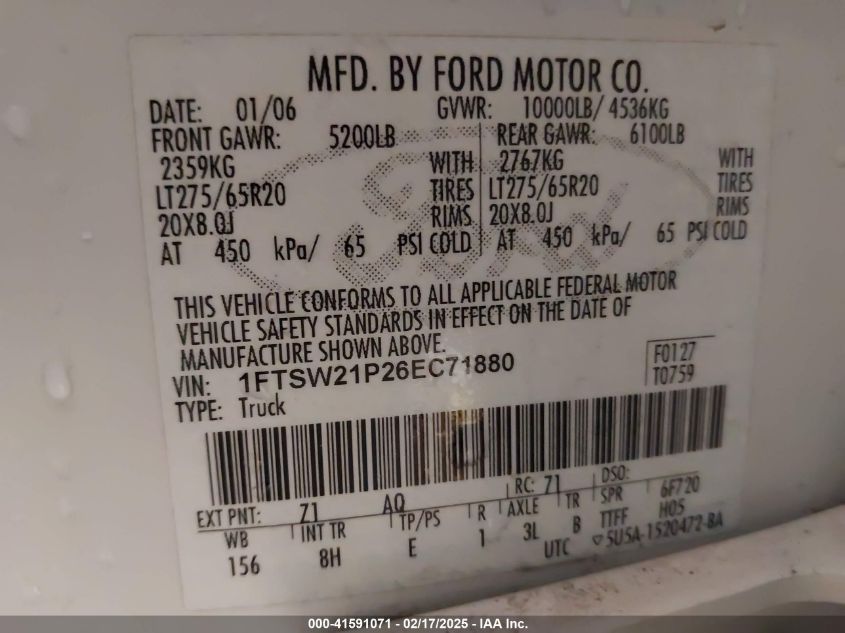 MFD. BY FORD MOTOR CO.
DATE: 01/06 GVWR: 10000LB/ 4536KG
FRONT GAWR: 5200LB REAR GAWR: 6100LB
2359KG WITH 2767KG WITH
LT275/65R20 TIRES LT275/65R20 TIRES
20X8.0J RIMS 20X8.0J RIMS
AT 450 kPa/ 65 PSI COLD AT 450 kPa/ 65 PSI COLD
THIS VEHICLE CONFORMS TO ALL APPLICABLE FEDERAL MOTOR
VEHICLE SAFETY STANDARDS IN EFFECT ON THE DATE OF
MANUFACTURE SHOWN ABOVE.
VIN: 1FTSW21P26EC71880 F0127
TYPE: Truck T0759
EXT PNT: Z1 AQ RC: 71 DSO:
WB INT TR TP/PS R AXLE TR SPR 6F720
156 8H E 1 3L B TTFF H05
UTC ▽5U5A-1520472-BA
Ford
000-41591071 - 02/17/2025 - IAA Inc.